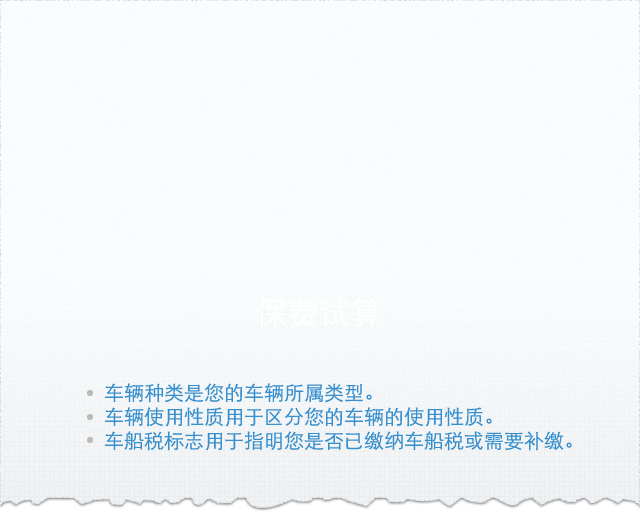 保费试算
车辆种类是您的车辆所属类型。
车辆使用性质用于区分您的车辆的使用性质。
车船税标志用于指明您是否已缴纳车船税或需要补缴。